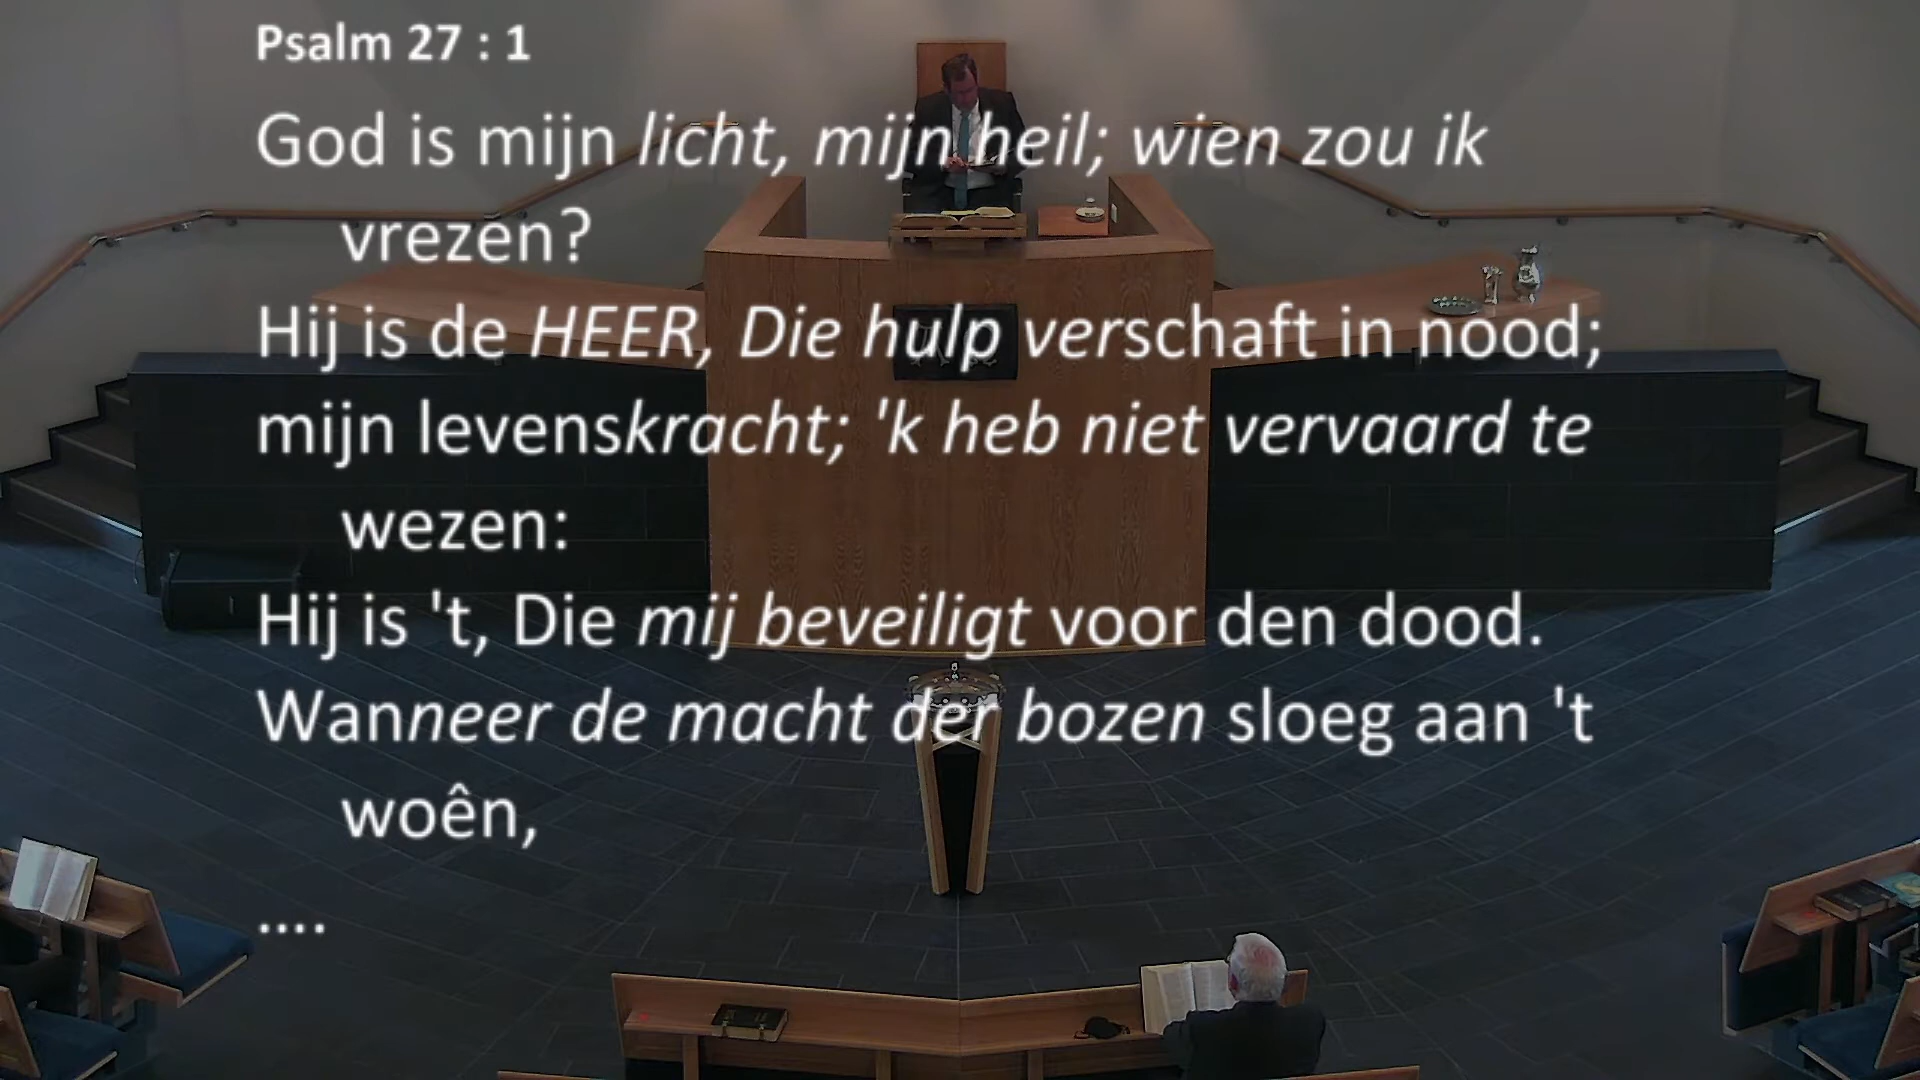 Psalm 27 : 1
God is mijn licht, mijn heil; wien zou ik
vrezen?
Hij is de HEER, Die hulp verschaft in nood;
mijn levenskracht; 'k heb niet vervaard te
wezen:
Hij is 't, Die mij beveiligt voor den dood.
Wanneer de macht der bozen sloeg aan 't
woên,
....